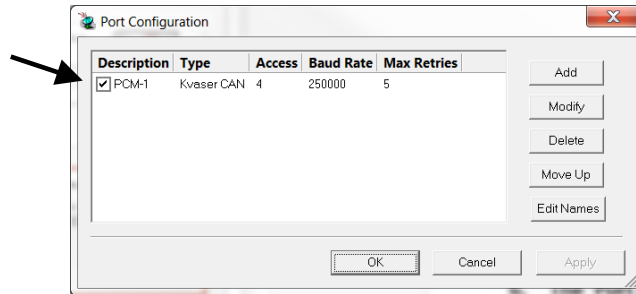 Port Configuration
Description Type Access Baud Rate Max Retries
PCM-1 Kvaser CAN 4 250000 5
Add
Modify
Delete
Move Up
Edit Names
OK Cancel Apply